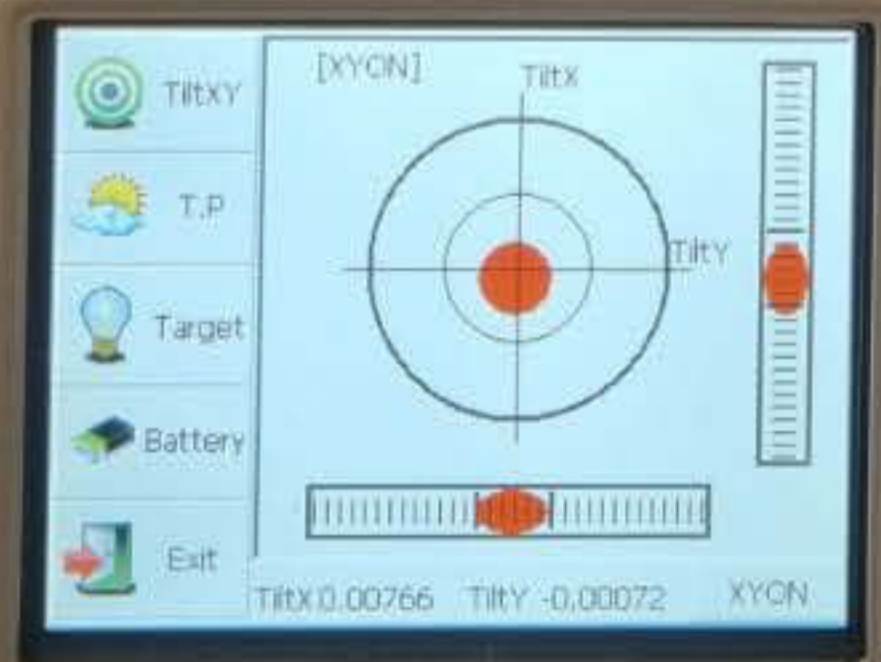 TiltXY
T.P
Target
Battery
Exit
[XYON]
TiltX
TiltY
TiltX:0.00766 TiltY -0.00072 XYON